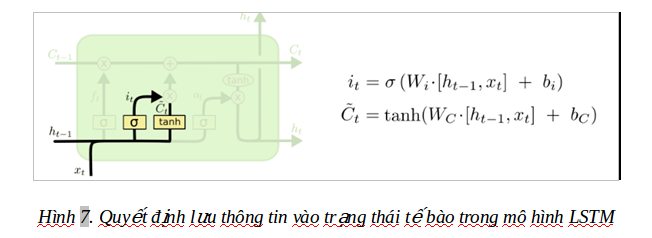 h_t
C_{t-1}
C_t
tanh
f_t
i_t
C̃_t
o_t
σ
σ
tanh
σ
h_{t-1}
h_t
x_t
i_t = σ (W_i·[h_{t-1}, x_t] + b_i)
C̃_t = tanh(W_C·[h_{t-1}, x_t] + b_C)
Hình 7. Quyết định lưu thông tin vào trạng thái tế bào trong mô hình LSTM